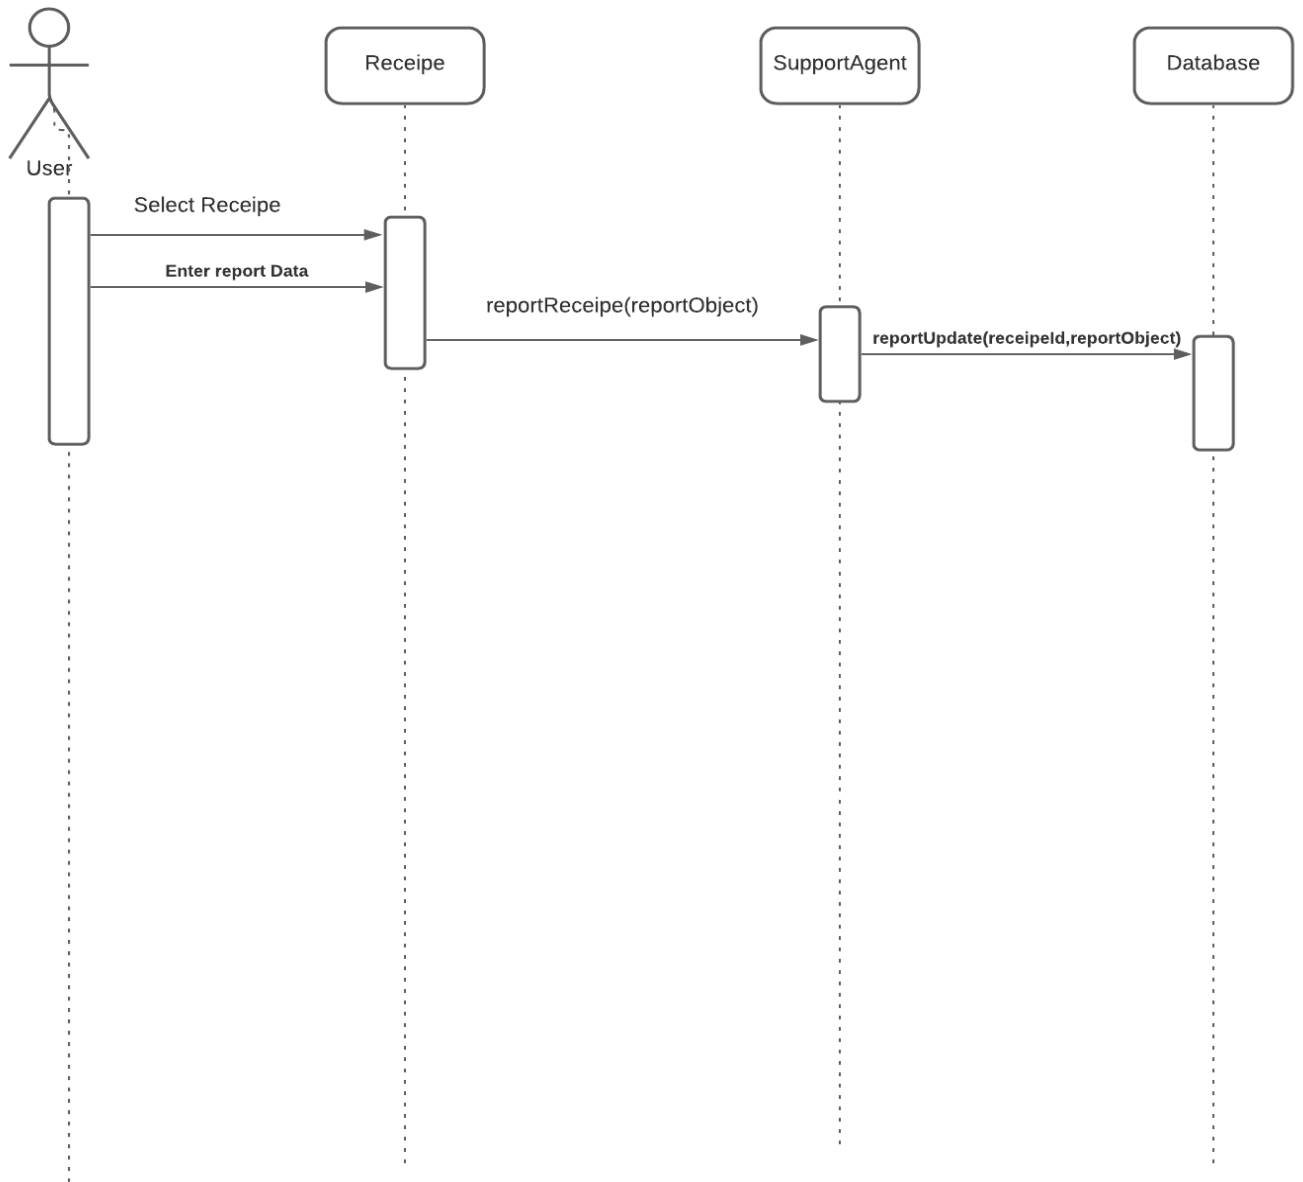 User
Receipe
SupportAgent
Database
Select Receipe
Enter report Data
reportReceipe(reportObject)
reportUpdate(receipeId,reportObject)